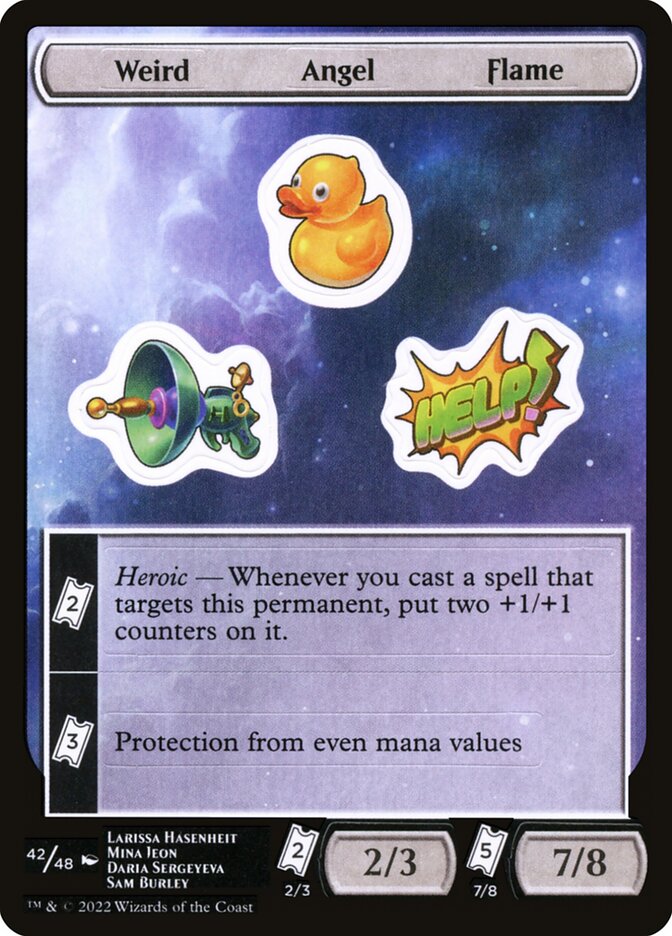 Weird Angel Flame
HELP!
2
Heroic — Whenever you cast a spell that
targets this permanent, put two +1/+1
counters on it.
3
Protection from even mana values
42/48
LARISSA HASENHEIT
MINA JEON
DARIA SERGEYEVA
SAM BURLEY
™ & © 2022 Wizards of the Coast
2
2/3
2/3
5
7/8
7/8